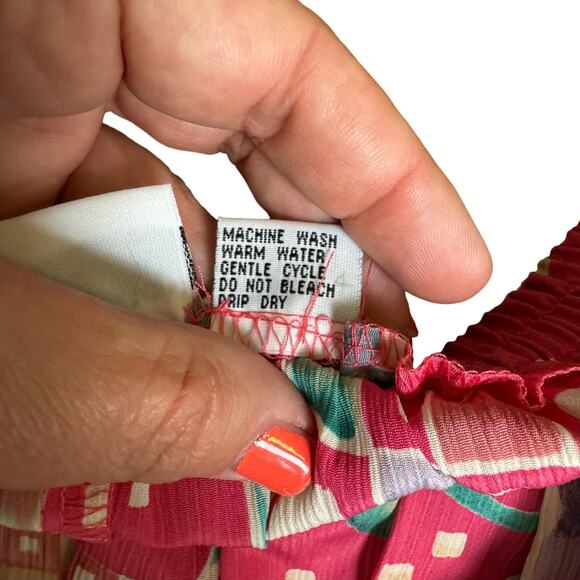 MACHINE WASH
WARM WATER
GENTLE CYCLE
DO NOT BLEACH
DRIP DRY